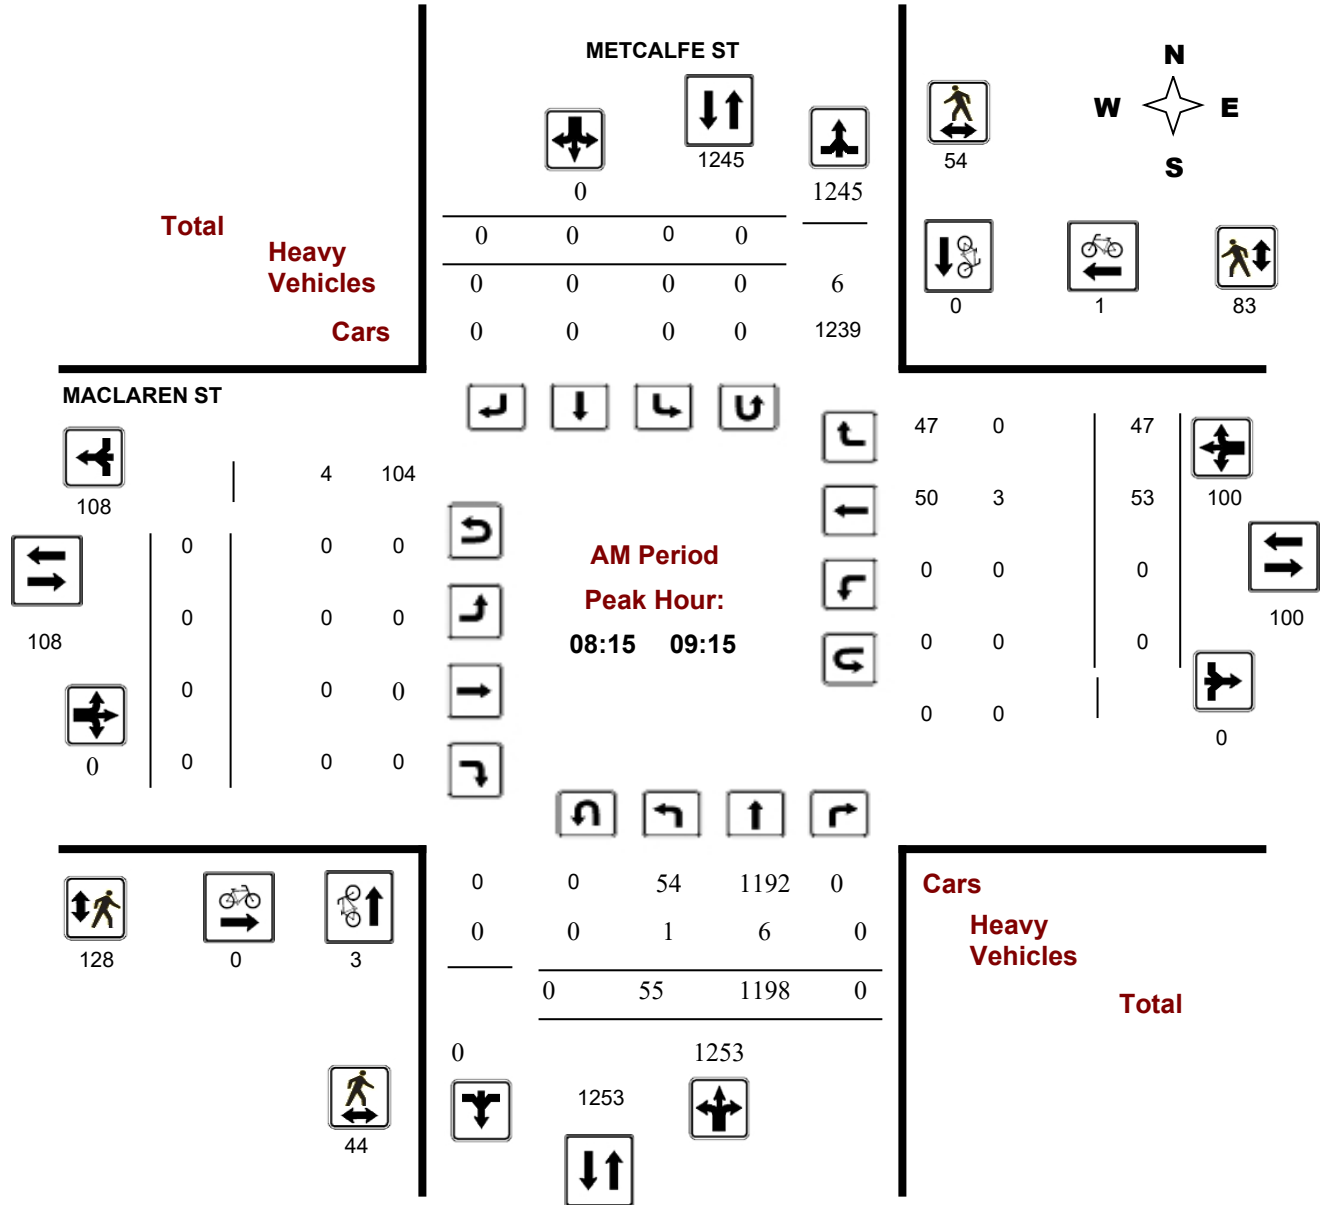 METCALFE ST
N
W E
S
1245
54
0 1245
Total
0 0 0 0
Heavy
Vehicles
0 0 0 0 6
0 1 83
Cars
0 0 0 0 1239
MACLAREN ST
47 0 47
4 104
108
50 3 53 100
0 0 0
AM Period
0 0 0
Peak Hour:
0 0 0
100
108
08:15 09:15
0 0 0
0 0 0
0 0
0
0 0 0 0
0 0 54 1192 0
Cars
0 0 1 6 0
Heavy
Vehicles
128 0 3
0 55 1198 0
Total
0 1253
1253
44